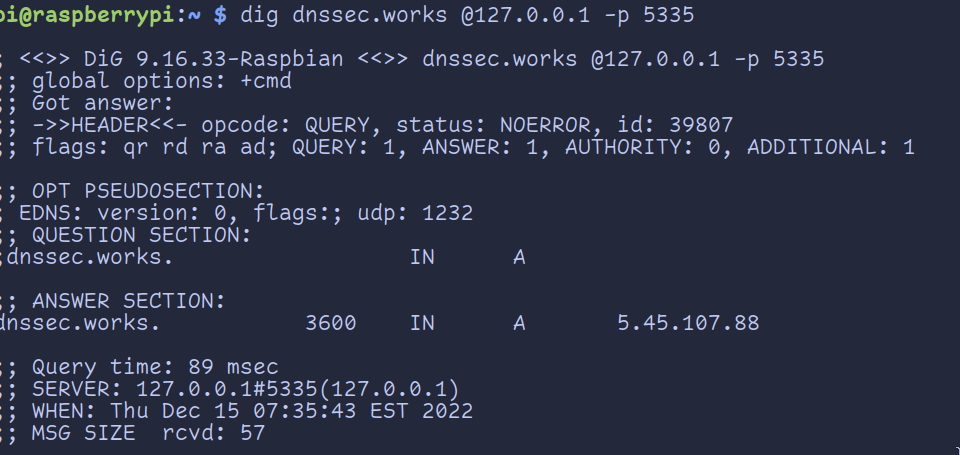 pi@raspberrypi:~ $ dig dnssec.works @127.0.0.1 -p 5335
; <<>> DiG 9.16.33-Raspbian <<>> dnssec.works @127.0.0.1 -p 5335
;; global options: +cmd
;; Got answer:
;; ->>HEADER<<- opcode: QUERY, status: NOERROR, id: 39807
;; flags: qr rd ra ad; QUERY: 1, ANSWER: 1, AUTHORITY: 0, ADDITIONAL: 1
;; OPT PSEUDOSECTION:
; EDNS: version: 0, flags:; udp: 1232
;; QUESTION SECTION:
;dnssec.works. IN A
;; ANSWER SECTION:
dnssec.works. 3600 IN A 5.45.107.88
;; Query time: 89 msec
;; SERVER: 127.0.0.1#5335(127.0.0.1)
;; WHEN: Thu Dec 15 07:35:43 EST 2022
;; MSG SIZE  rcvd: 57